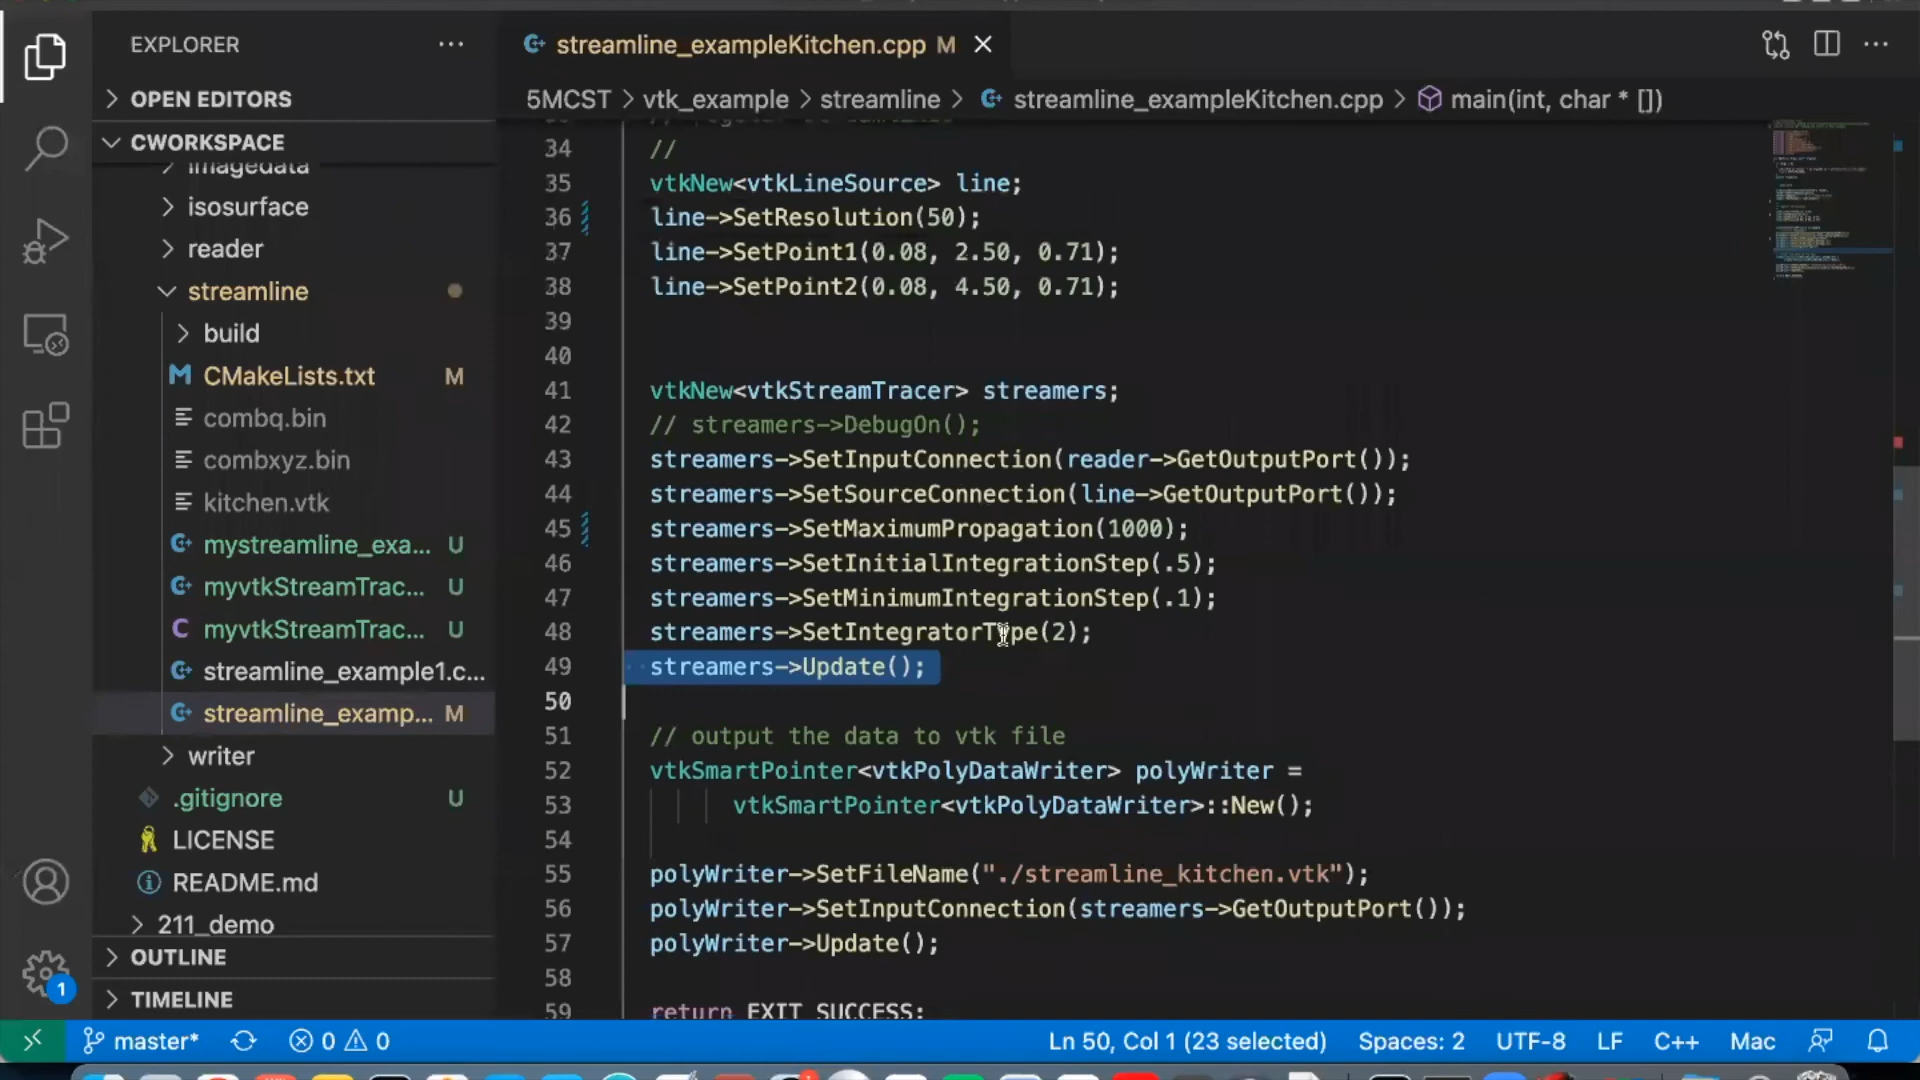 EXPLORER
streamline_exampleKitchen.cpp M
OPEN EDITORS
5MCST > vtk_example > streamline > streamline_exampleKitchen.cpp > main(int, char * [])
CWORKSPACE
imagedata
isosurface
reader
streamline
build
CMakeLists.txt M
combq.bin
combxyz.bin
kitchen.vtk
mystreamline_exa... U
myvtkStreamTrac... U
myvtkStreamTrac... U
streamline_example1.c...
streamline_examp... M
writer
.gitignore U
LICENSE
README.md
211_demo
OUTLINE
TIMELINE
34 //
35 vtkNew<vtkLineSource> line;
36 line->SetResolution(50);
37 line->SetPoint1(0.08, 2.50, 0.71);
38 line->SetPoint2(0.08, 4.50, 0.71);
39
40
41 vtkNew<vtkStreamTracer> streamers;
42 // streamers->DebugOn();
43 streamers->SetInputConnection(reader->GetOutputPort());
44 streamers->SetSourceConnection(line->GetOutputPort());
45 streamers->SetMaximumPropagation(1000);
46 streamers->SetInitialIntegrationStep(.5);
47 streamers->SetMinimumIntegrationStep(.1);
48 streamers->SetIntegratorType(2);
49 streamers->Update();
50
51 // output the data to vtk file
52 vtkSmartPointer<vtkPolyDataWriter> polyWriter =
53 vtkSmartPointer<vtkPolyDataWriter>::New();
54
55 polyWriter->SetFileName("./streamline_kitchen.vtk");
56 polyWriter->SetInputConnection(streamers->GetOutputPort());
57 polyWriter->Update();
58
59 return EXIT_SUCCESS;
1
master* 0 0 Ln 50, Col 1 (23 selected) Spaces: 2 UTF-8 LF C++ Mac